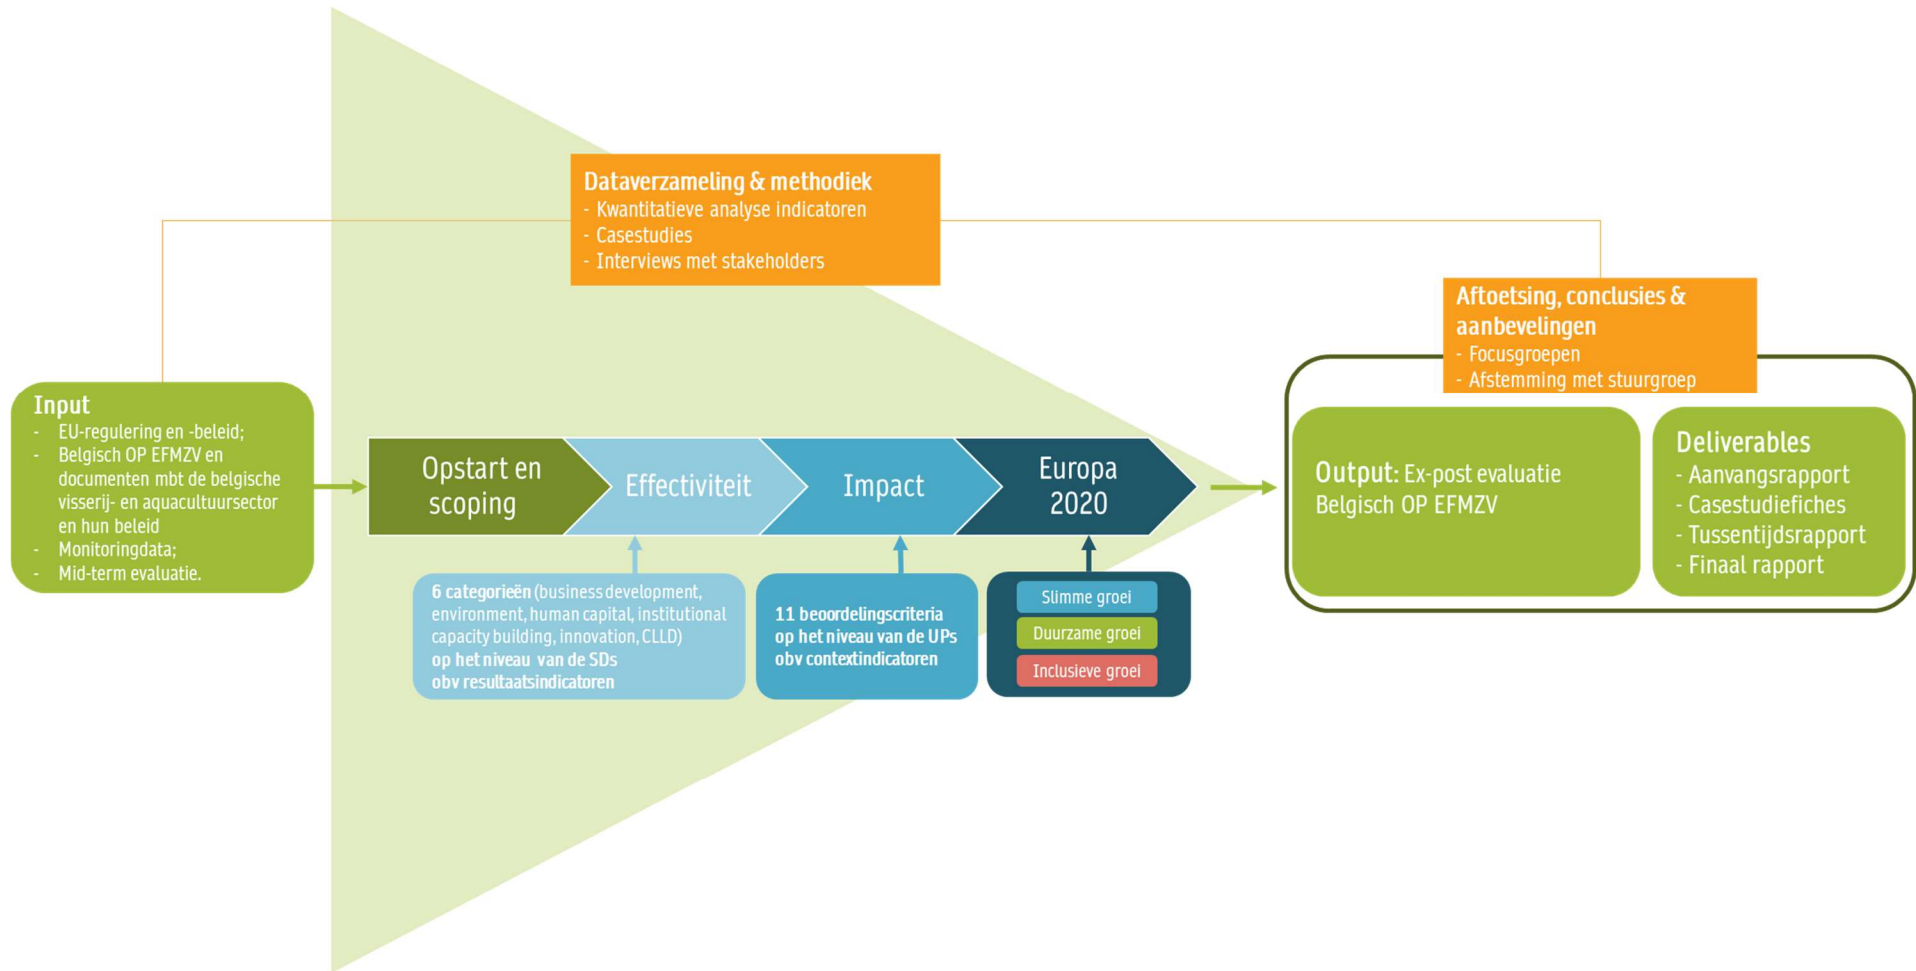 Dataverzameling & methodiek
- Kwantitatieve analyse indicatoren
- Casestudies
- Interviews met stakeholders
Aftoetsing, conclusies &
aanbevelingen
- Focusgroepen
- Afstemming met stuurgroep
Input
- EU-regulering en -beleid;
- Belgisch OP EFMZV en
documenten mbt de belgische
visserij- en aquacultuursector
en hun beleid
- Monitoringdata;
- Mid-term evaluatie.
Opstart en
scoping
Effectiviteit
Impact
Europa
2020
6 categorieën (business development,
environment, human capital, institutional
capacity building, innovation, CLLD)
op het niveau van de SDs
obv resultaatsindicatoren
11 beoordelingscriteria
op het niveau van de UPs
obv contextindicatoren
Slimme groei
Duurzame groei
Inclusieve groei
Output: Ex-post evaluatie
Belgisch OP EFMZV
Deliverables
- Aanvangsrapport
- Casestudiefiches
- Tussentijdsrapport
- Finaal rapport